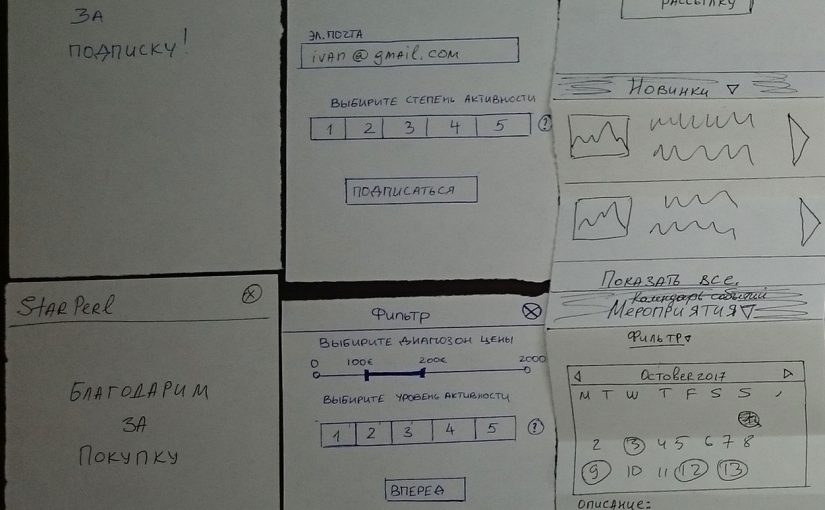 ЗА
ПОДПИСКУ!
ЭЛ. ПОЧТА
ivan@gmail.com
ВЫБИРИТЕ СТЕПЕНЬ АКТИВНОСТИ
1 2 3 4 5 ?
ПОДПИСАТЬСЯ
РАССЫЛКУ
Новинки
ПОКАЗАТЬ ВСЕ.
Календарь событий
МЕРОПРИЯТИЯ
ФИЛЬТР
October 2017
M T W T F S S
2 3 4 5 6 7 8
9 10 11 12 13
ОПИСАНИЕ:
StarPerl
БЛАГОДАРИМ
ЗА
ПОКУПКУ
Фильтр
ВЫБИРИТЕ ДИАПОЗОН ЦЕНЫ
0 100€ 200€ 2000
ВЫБИРИТЕ УРОВЕНЬ АКТИВНОСТИ
1 2 3 4 5 ?
ВПЕРЕД